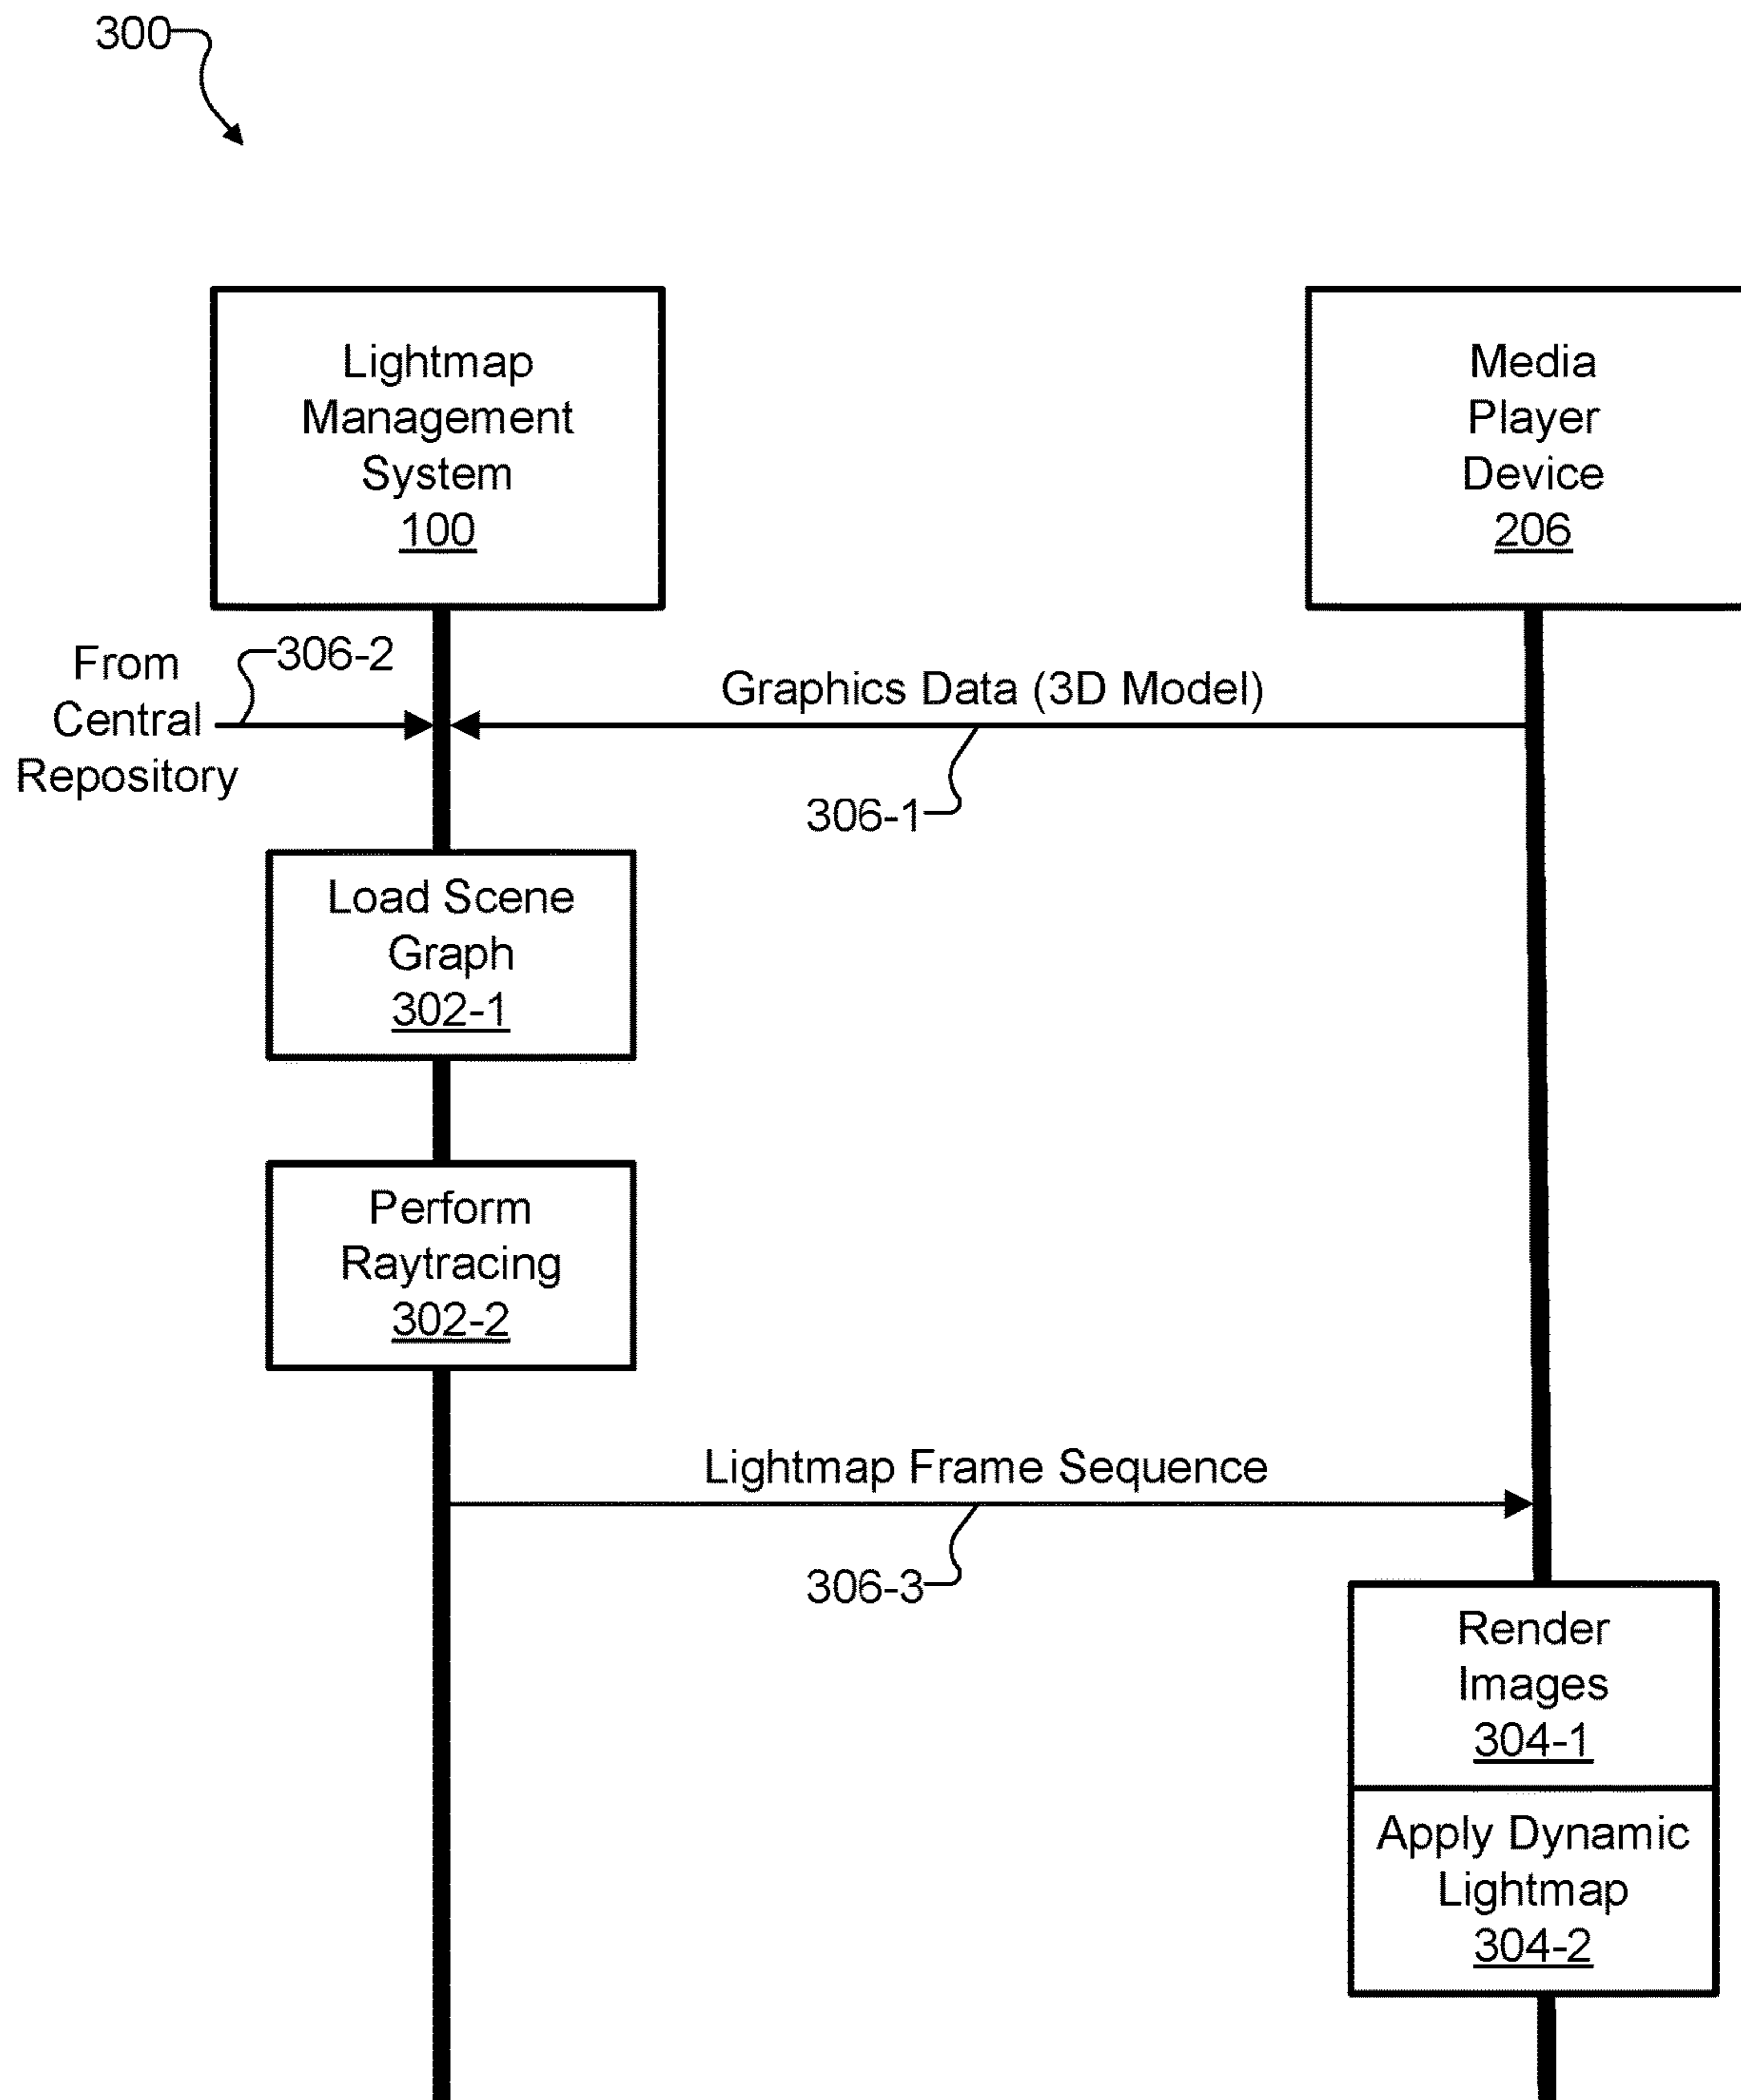 300
Lightmap
Management
System
100
Media
Player
Device
206
From
Central
Repository
306-2
Graphics Data (3D Model)
306-1
Load Scene
Graph
302-1
Perform
Raytracing
302-2
Lightmap Frame Sequence
306-3
Render
Images
304-1
Apply Dynamic
Lightmap
304-2